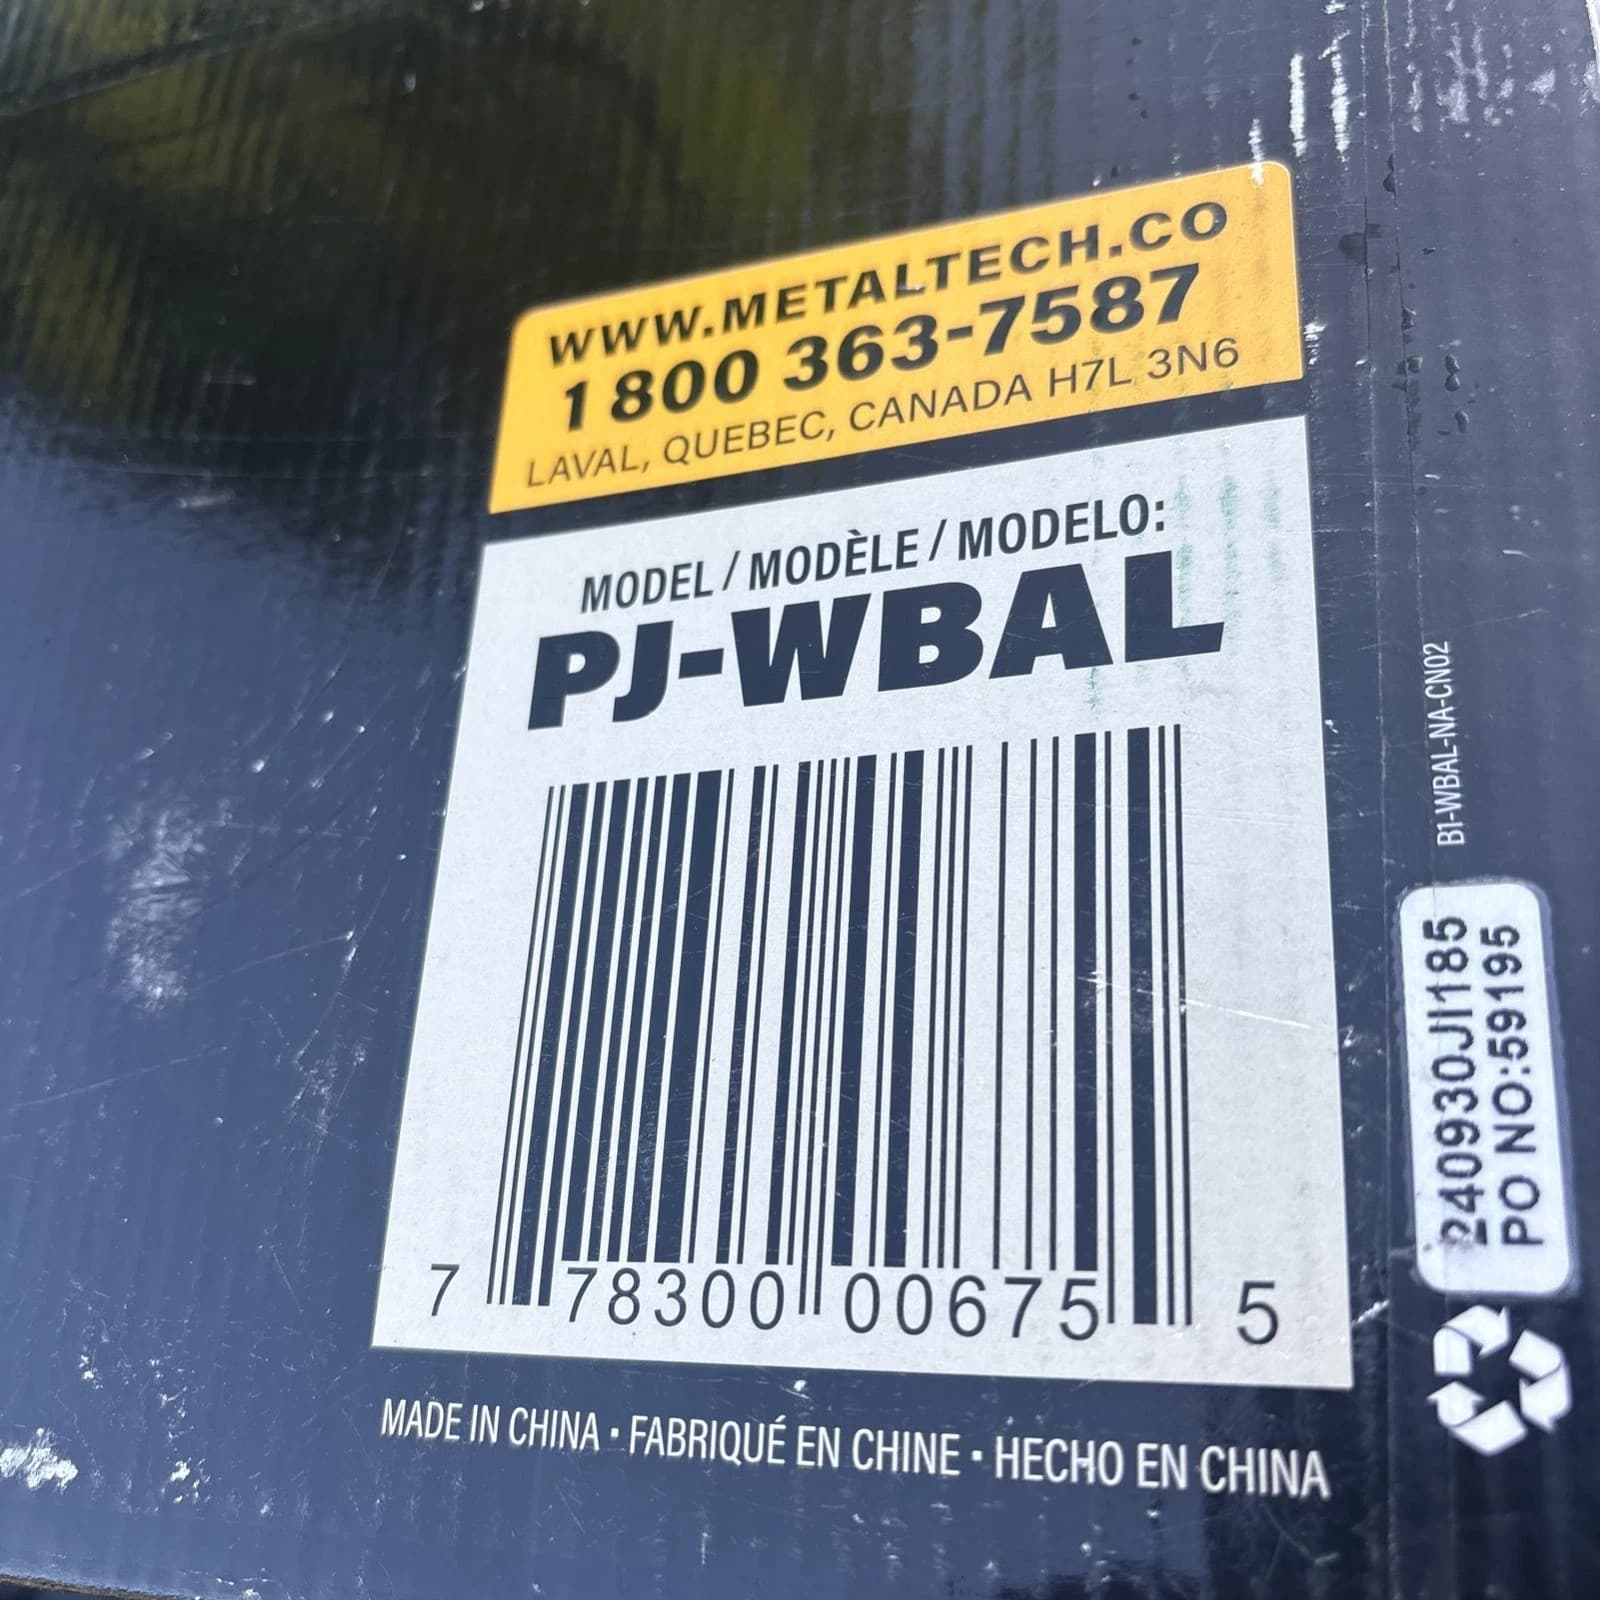 WWW.METALTECH.CO
1 800 363-7587
LAVAL, QUEBEC, CANADA H7L 3N6
MODEL / MODÈLE / MODELO:
PJ-WBAL
7 78300 00675 5
MADE IN CHINA · FABRIQUÉ EN CHINE · HECHO EN CHINA
B1-WBAL-NA-CN02
240930JI185
PO NO:59195